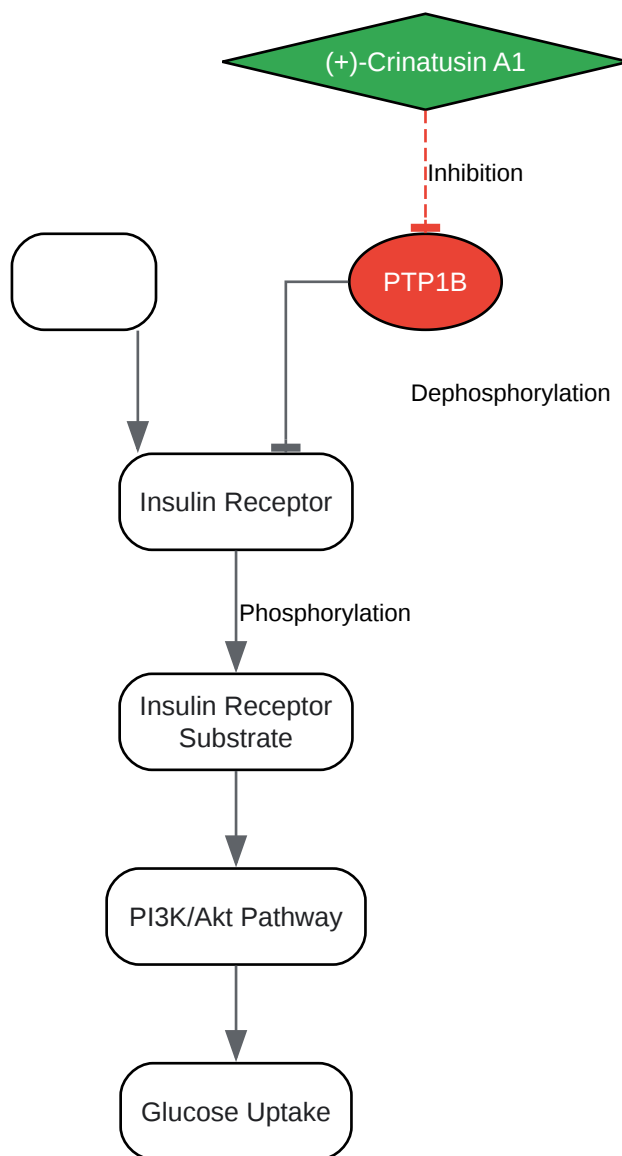 (+)-Crinatusin A1
Inhibition
PTP1B
Dephosphorylation
Insulin Receptor
Phosphorylation
Insulin Receptor
Substrate
PI3K/Akt Pathway
Glucose Uptake